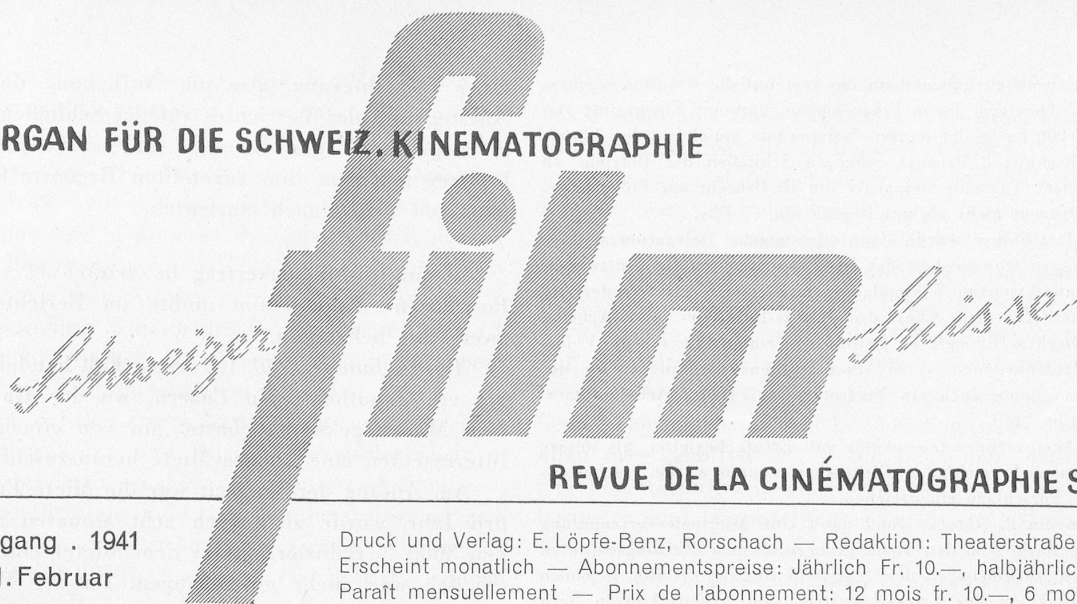 RGAN FÜR DIE SCHWEIZ. KINEMATOGRAPHIE
Schweizer film Suisse
REVUE DE LA CINÉMATOGRAPHIE S
gang . 1941
1. Februar
Druck und Verlag: E. Löpfe-Benz, Rorschach — Redaktion: Theaterstraße
Erscheint monatlich — Abonnementspreise: Jährlich Fr. 10.—, halbjährlic
Paraît mensuellement — Prix de l'abonnement: 12 mois fr. 10.—, 6 mo